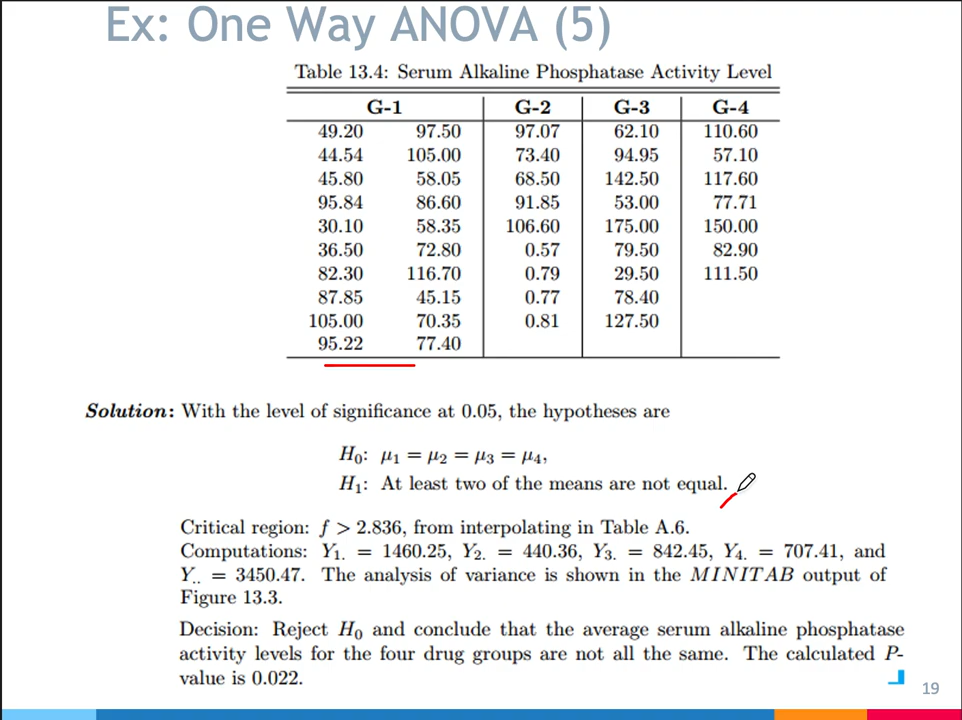 Ex: One Way ANOVA (5)
Table 13.4: Serum Alkaline Phosphatase Activity Level
G-1 G-2 G-3 G-4
49.20 97.50 97.07 62.10 110.60
44.54 105.00 73.40 94.95 57.10
45.80 58.05 68.50 142.50 117.60
95.84 86.60 91.85 53.00 77.71
30.10 58.35 106.60 175.00 150.00
36.50 72.80 0.57 79.50 82.90
82.30 116.70 0.79 29.50 111.50
87.85 45.15 0.77 78.40
105.00 70.35 0.81 127.50
95.22 77.40
Solution: With the level of significance at 0.05, the hypotheses are
H₀: μ₁ = μ₂ = μ₃ = μ₄,
H₁: At least two of the means are not equal.
Critical region: f > 2.836, from interpolating in Table A.6.
Computations: Y₁. = 1460.25, Y₂. = 440.36, Y₃. = 842.45, Y₄. = 707.41, and
Y.. = 3450.47. The analysis of variance is shown in the MINITAB output of
Figure 13.3.
Decision: Reject H₀ and conclude that the average serum alkaline phosphatase
activity levels for the four drug groups are not all the same. The calculated P-
value is 0.022.
19